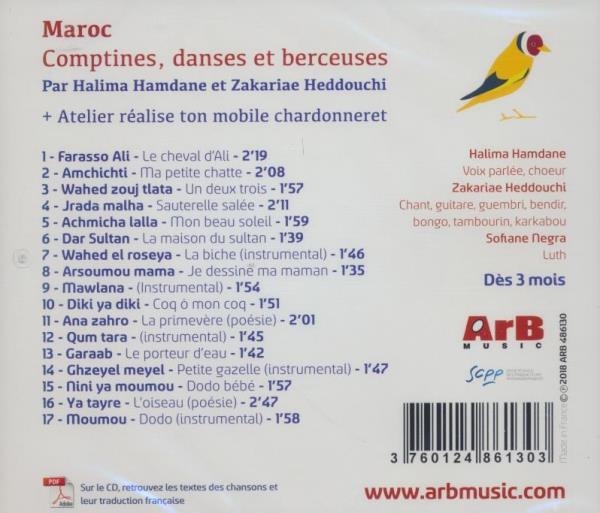 Maroc
Comptines, danses et berceuses
Par Halima Hamdane et Zakariae Heddouchi
+ Atelier réalise ton mobile chardonneret
1 - Farasso Ali - Le cheval d'Ali - 2'19
2 - Amchichti - Ma petite chatte - 2'08
3 - Wahed zouj tlata - Un deux trois - 1'57
4 - Jrada malha - Sauterelle salée - 2'11
5 - Achmicha lalla - Mon beau soleil - 1'59
6 - Dar Sultan - La maison du sultan - 1'39
7 - Wahed el roseya - La biche (instrumental) - 1'46
8 - Arsoumou mama - Je dessine ma maman - 1'35
9 - Mawlana - (Instrumental) - 1'54
10 - Diki ya diki - Coq ô mon coq - 1'51
11 - Ana zahro - La primevère (poésie) - 2'01
12 - Qum tara - (instrumental) - 1'45
13 - Garaab - Le porteur d'eau - 1'42
14 - Ghzeyel meyel - Petite gazelle (instrumental) - 1'47
15 - Nini ya moumou - Dodo bébé - 1'57
16 - Ya tayre - L'oiseau (poésie) - 2'47
17 - Moumou - Dodo (instrumental) - 1'58
Halima Hamdane
Voix parlée, choeur
Zakariae Heddouchi
Chant, guitare, guembri, bendir,
bongo, tambourin, karkabou
Sofiane Negra
Luth
Dès 3 mois
ArB
MUSIC
scpp
Made in France ©℗ 2018 ARB 486130
3 760124 861303
PDF
Adobe
Sur le CD, retrouvez les textes des chansons et
leur traduction française
www.arbmusic.com